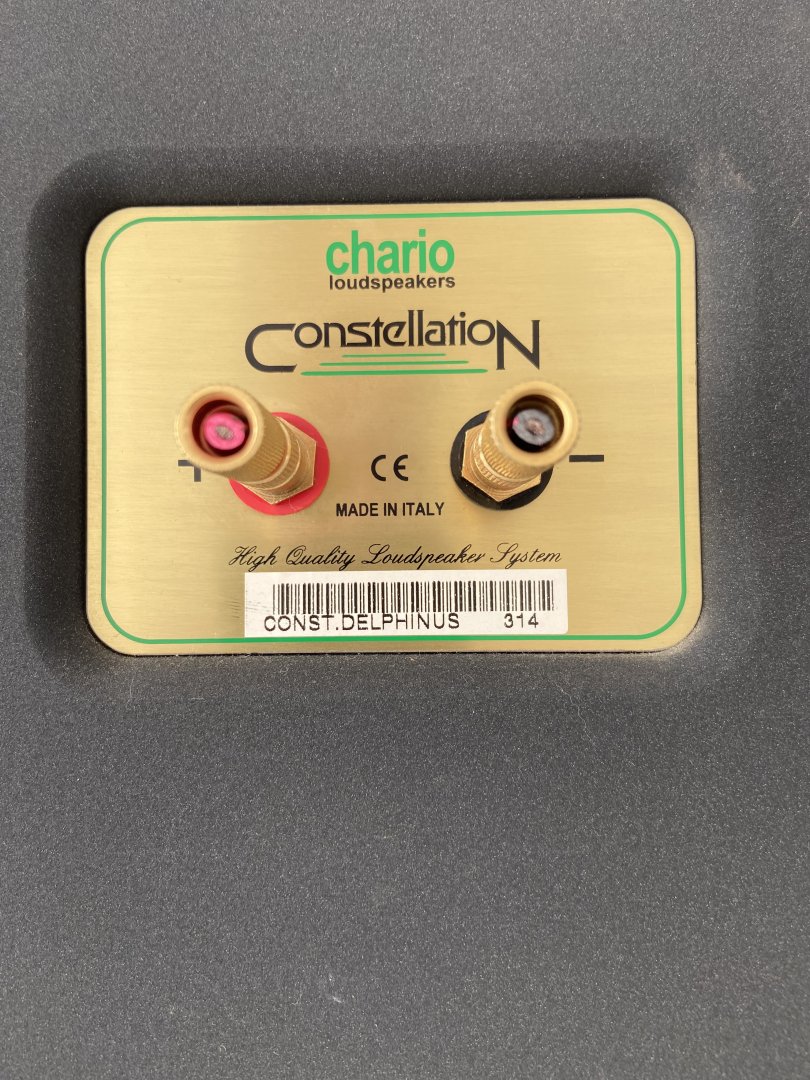 chario
loudspeakers
Constellation
+ −
CE
MADE IN ITALY
High Quality Loudspeaker System
CONST.DELPHINUS 314